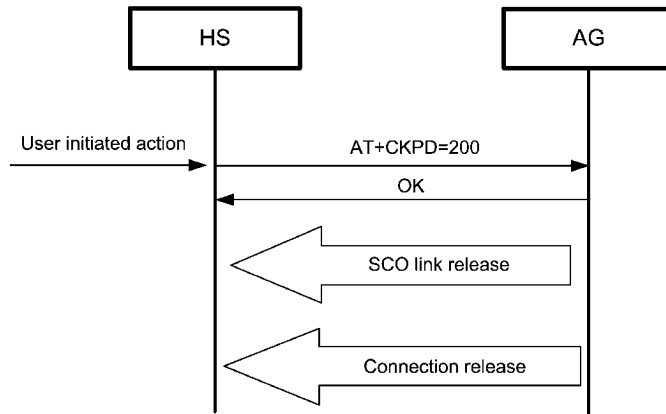 HS
AG
User initiated action
AT+CKPD=200
OK
SCO link release
Connection release